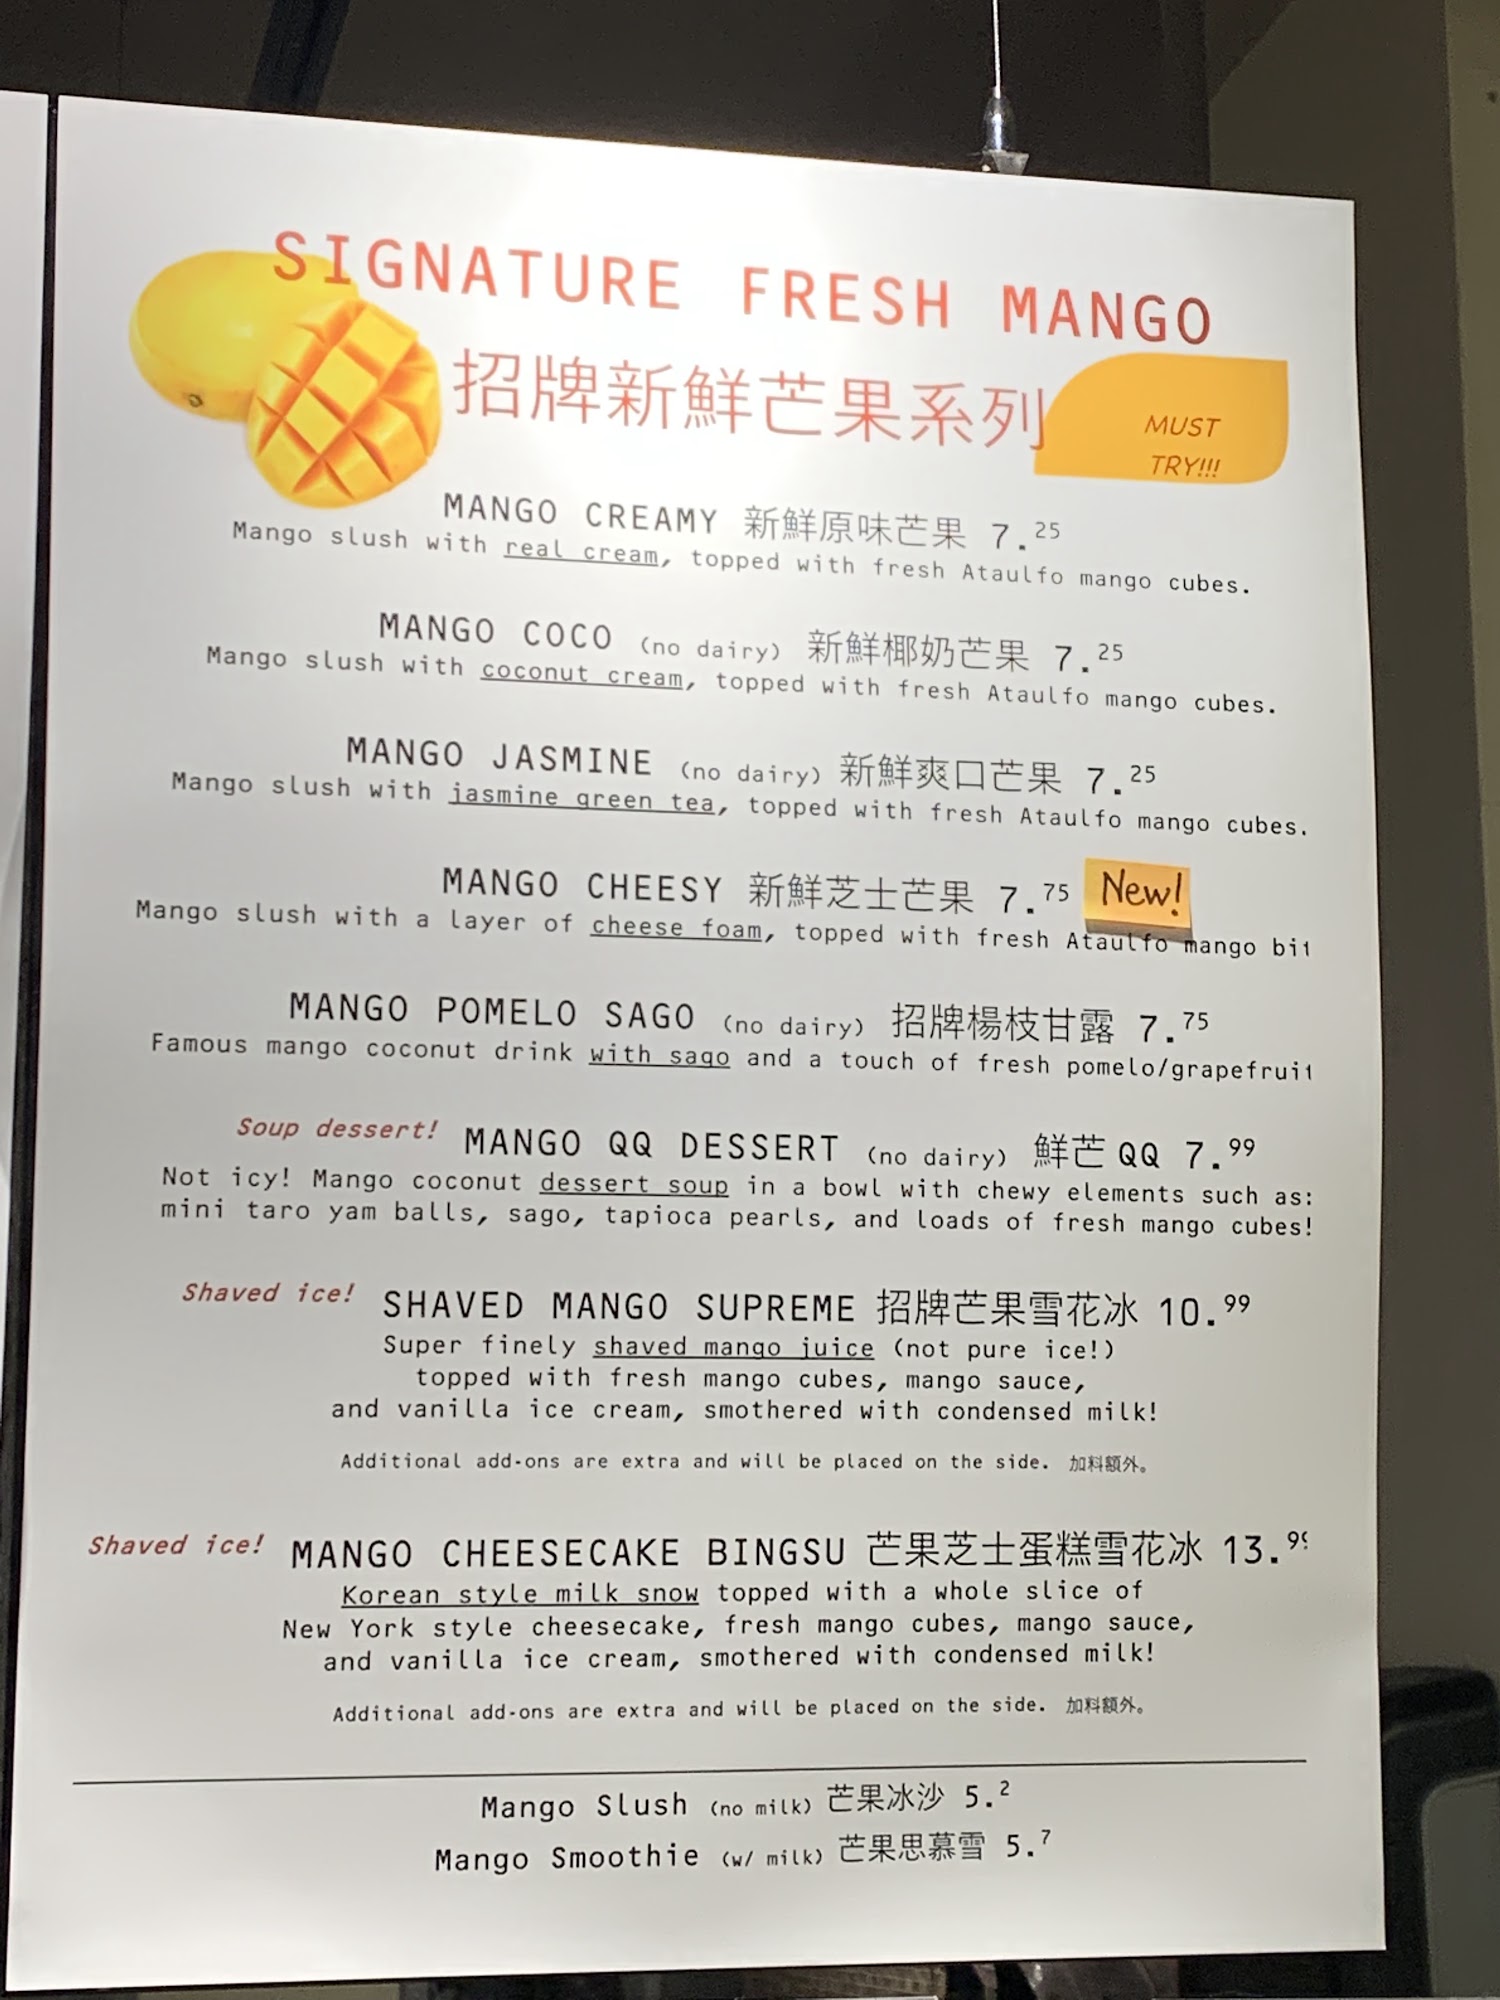 SIGNATURE FRESH MANGO
招牌新鮮芒果系列
MUST
TRY!!!
MANGO CREAMY 新鮮原味芒果 7.25
Mango slush with real cream, topped with fresh Ataulfo mango cubes.
MANGO COCO (no dairy) 新鮮椰奶芒果 7.25
Mango slush with coconut cream, topped with fresh Ataulfo mango cubes.
MANGO JASMINE (no dairy) 新鮮爽口芒果 7.25
Mango slush with jasmine green tea, topped with fresh Ataulfo mango cubes.
MANGO CHEESY 新鮮芝士芒果 7.75 New!
Mango slush with a layer of cheese foam, topped with fresh Ataulfo mango bit
MANGO POMELO SAGO (no dairy) 招牌楊枝甘露 7.75
Famous mango coconut drink with sago and a touch of fresh pomelo/grapefruit
Soup dessert! MANGO QQ DESSERT (no dairy) 鮮芒QQ 7.99
Not icy! Mango coconut dessert soup in a bowl with chewy elements such as:
mini taro yam balls, sago, tapioca pearls, and loads of fresh mango cubes!
Shaved ice! SHAVED MANGO SUPREME 招牌芒果雪花冰 10.99
Super finely shaved mango juice (not pure ice!)
topped with fresh mango cubes, mango sauce,
and vanilla ice cream, smothered with condensed milk!
Additional add-ons are extra and will be placed on the side. 加料額外。
Shaved ice! MANGO CHEESECAKE BINGSU 芒果芝士蛋糕雪花冰 13.99
Korean style milk snow topped with a whole slice of
New York style cheesecake, fresh mango cubes, mango sauce,
and vanilla ice cream, smothered with condensed milk!
Additional add-ons are extra and will be placed on the side. 加料額外。
Mango Slush (no milk) 芒果冰沙 5.2
Mango Smoothie (w/ milk) 芒果思慕雪 5.7